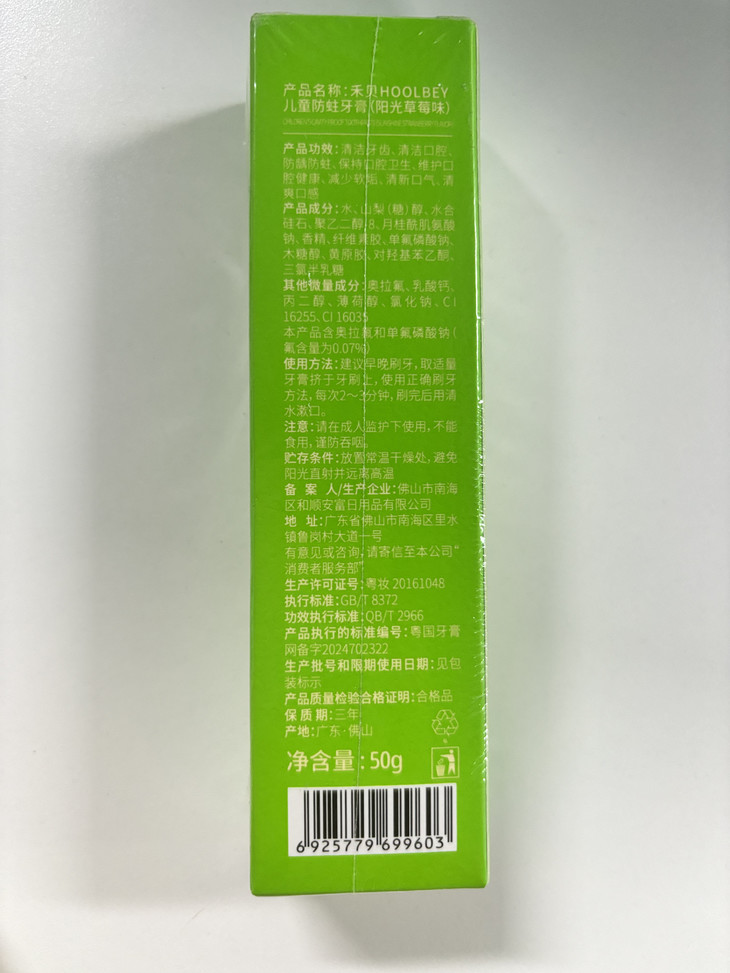 产品名称：禾贝HOOLBEY
儿童防蛀牙膏（阳光草莓味）
产品功效：清洁牙齿、清洁口腔、
防龋防蛀、保持口腔卫生、维护口
腔健康、减少软垢、清新口气、清
爽口感
产品成分：水、山梨（糖）醇、水合
硅石、聚乙二醇-8、月桂酰肌氨酸
钠、香精、纤维素胶、单氟磷酸钠、
木糖醇、黄原胶、对羟基苯乙酮、
三氯半乳糖
其他微量成分：奥拉氟、乳酸钙、
丙二醇、薄荷醇、氯化钠、CI
16255、CI 16035
本产品含奥拉氟和单氟磷酸钠（
氟含量为0.07%）
使用方法：建议早晚刷牙，取适量
牙膏挤于牙刷上，使用正确刷牙
方法，每次2～3分钟，刷完后用清
水漱口。
注意：请在成人监护下使用，不能
食用，谨防吞咽。
贮存条件：放置常温干燥处，避免
阳光直射并远离高温
备 案 人/生产企业：佛山市南海
区和顺安富日用品有限公司
地 址：广东省佛山市南海区里水
镇鲁岗村大道一号
有意见或咨询，请寄信至本公司“
消费者服务部”
生产许可证号：粤妆 20161048
执行标准：GB/T 8372
功效执行标准：QB/T 2966
产品执行的标准编号：粤国牙膏
网备字2024702322
生产批号和限期使用日期：见包
装标示
产品质量检验合格证明：合格品
保 质 期：三年
产地：广东·佛山
净含量：50g
6 925779 699603